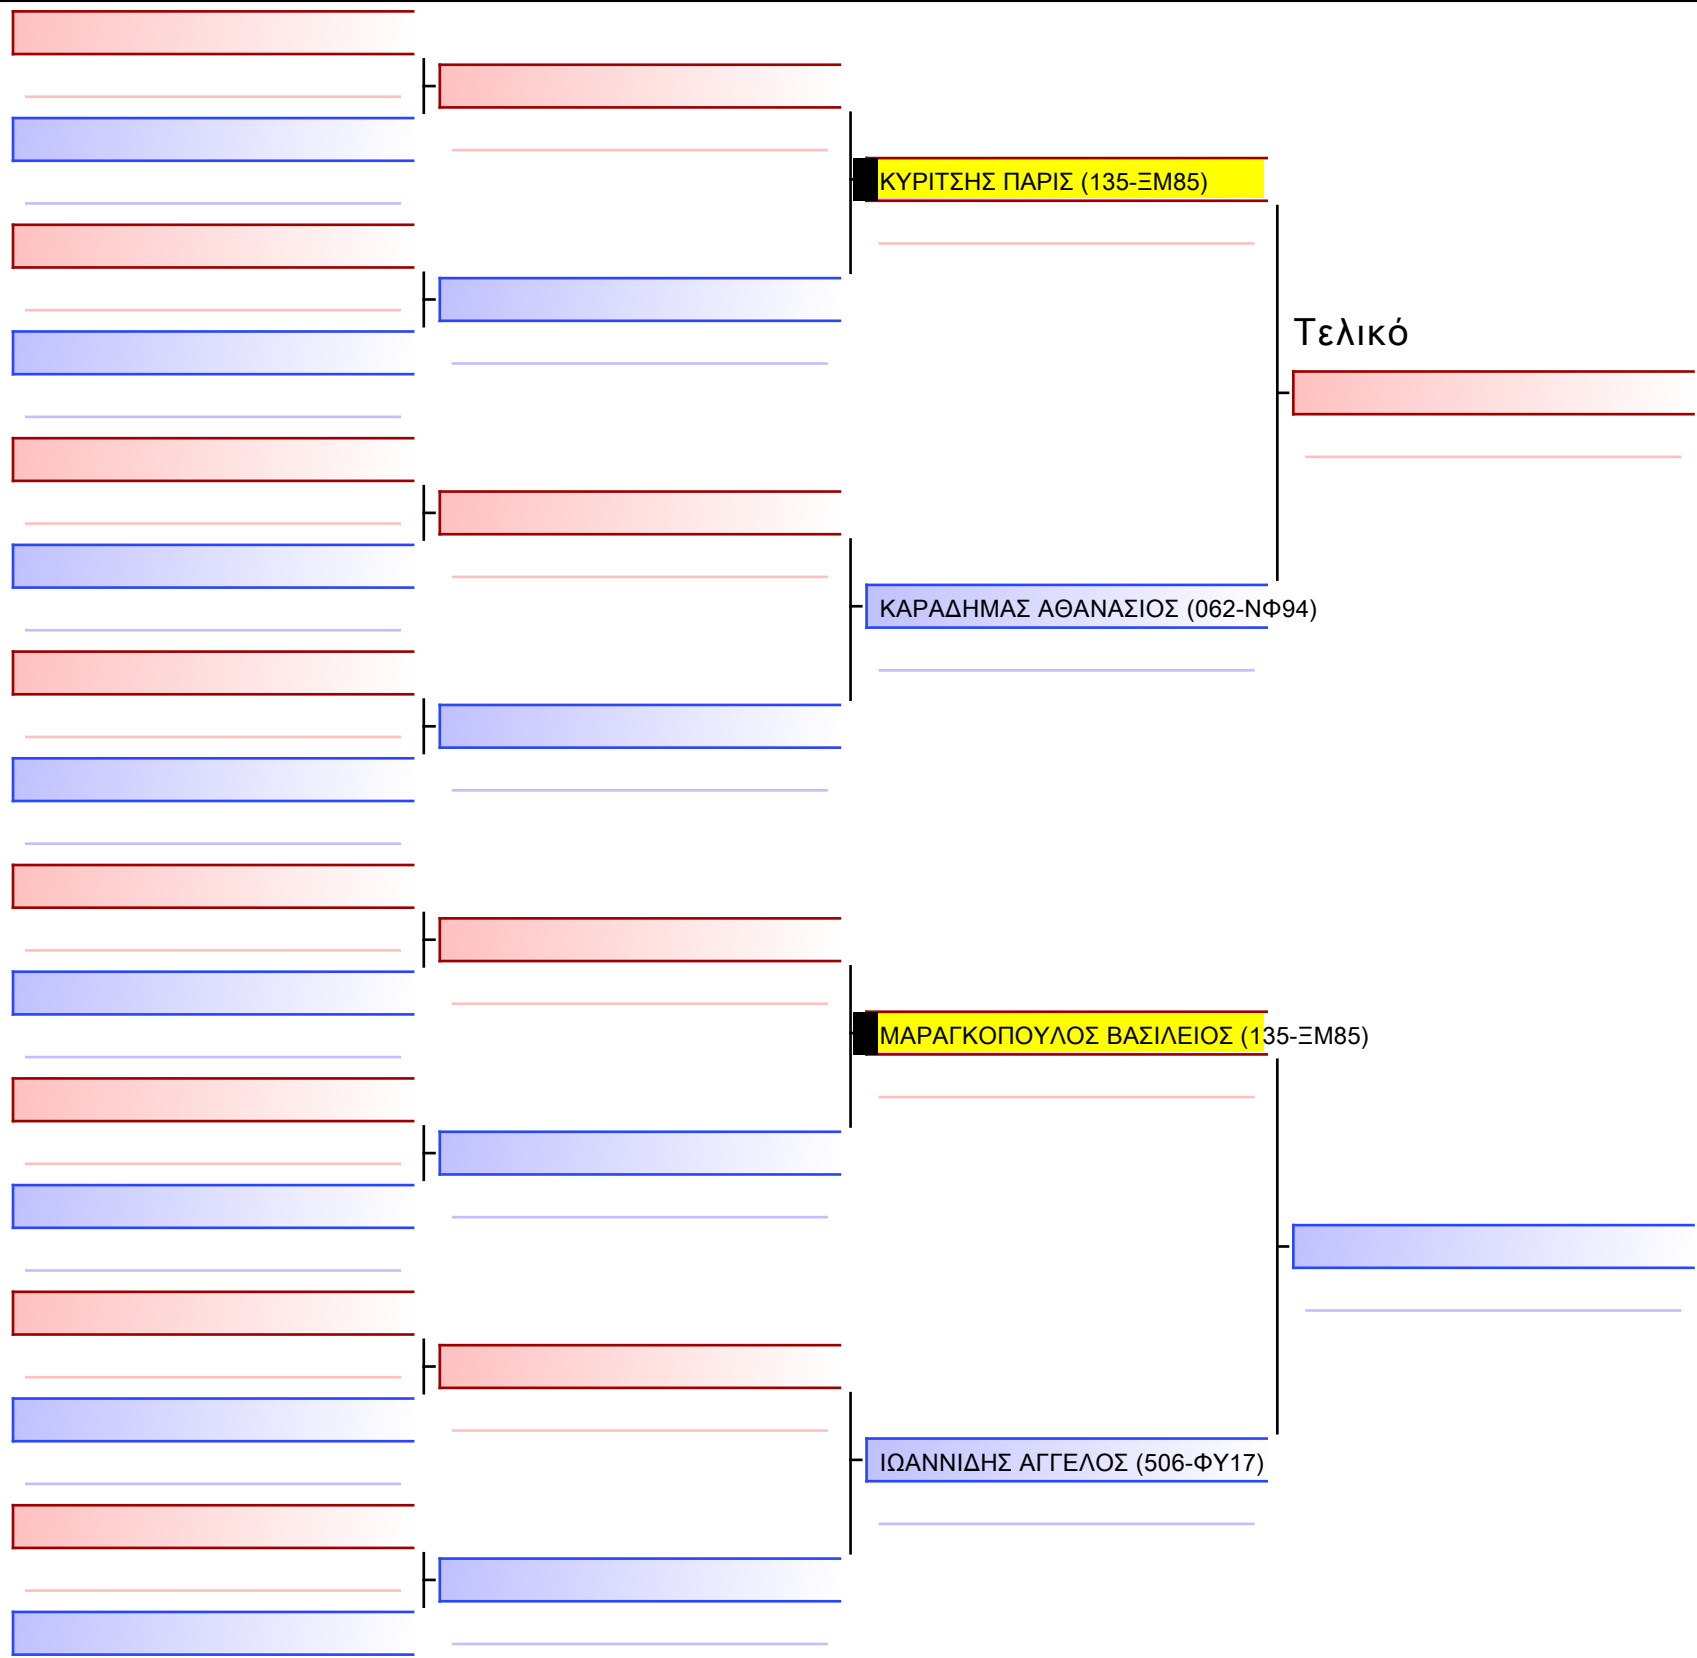 ΚΥΡΙΤΣΗΣ ΠΑΡΙΣ (135-ΞΜ85)
Τελικό
ΚΑΡΑΔΗΜΑΣ ΑΘΑΝΑΣΙΟΣ (062-ΝΦ94)
ΜΑΡΑΓΚΟΠΟΥΛΟΣ ΒΑΣΙΛΕΙΟΣ (135-ΞΜ85)
ΙΩΑΝΝΙΔΗΣ ΑΓΓΕΛΟΣ (506-ΦΥ17)